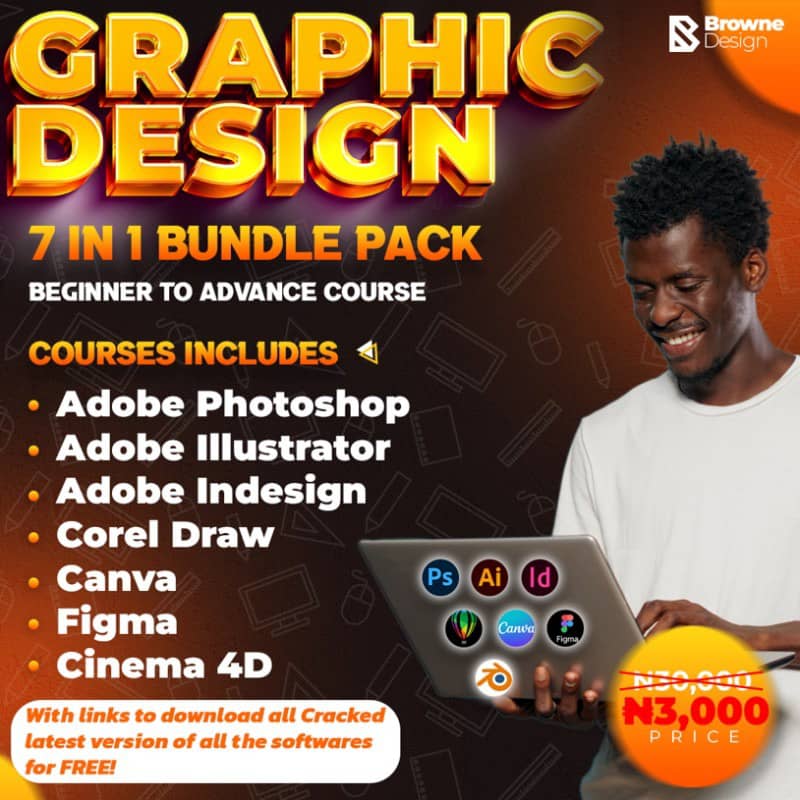 GRAPHIC
DESIGN
Browne
Design
7 IN 1 BUNDLE PACK
BEGINNER TO ADVANCE COURSE
COURSES INCLUDES
• Adobe Photoshop
• Adobe Illustrator
• Adobe Indesign
• Corel Draw
• Canva
• Figma
• Cinema 4D
Ps Ai Id
Canva Figma
With links to download all Cracked
latest version of all the softwares
for FREE!
₦30,000
₦3,000
PRICE